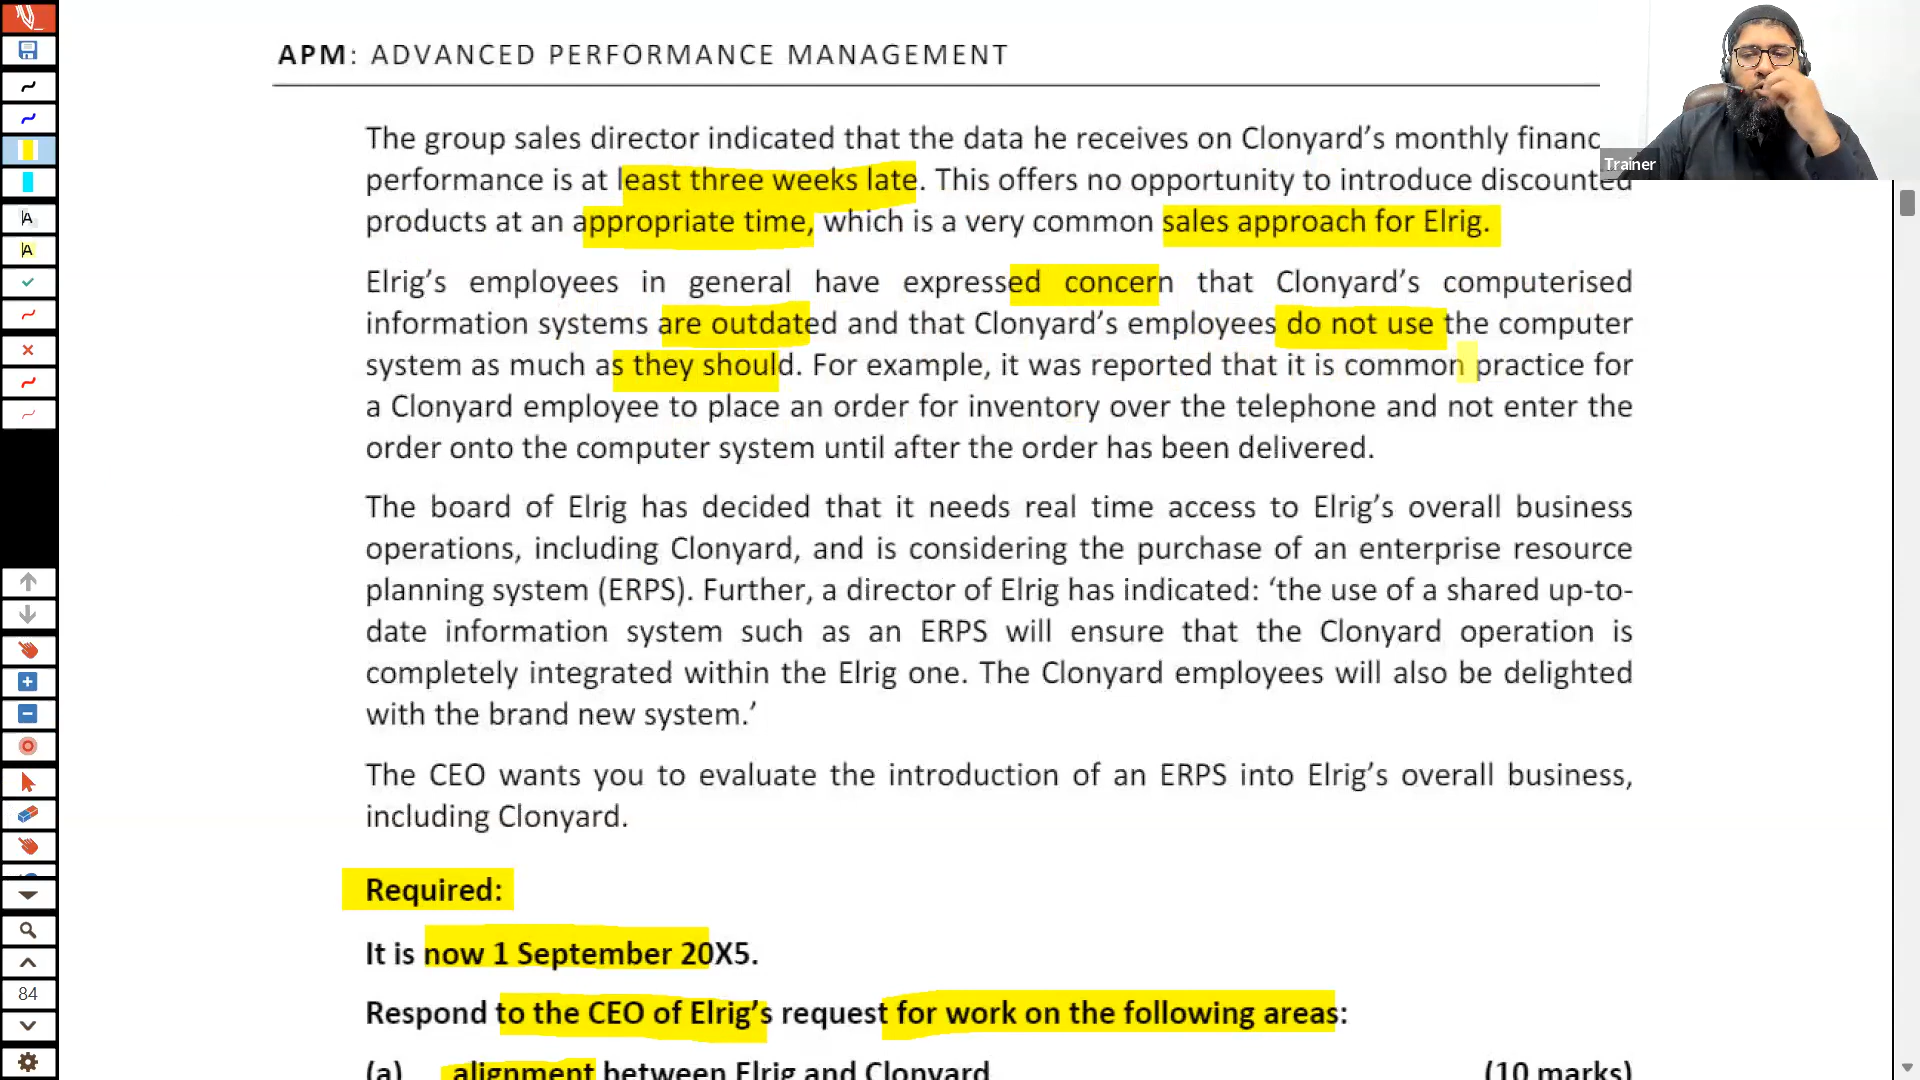 APM: ADVANCED PERFORMANCE MANAGEMENT
The group sales director indicated that the data he receives on Clonyard’s monthly financ
performance is at least three weeks late. This offers no opportunity to introduce discounted
products at an appropriate time, which is a very common sales approach for Elrig.
Elrig’s employees in general have expressed concern that Clonyard’s computerised
information systems are outdated and that Clonyard’s employees do not use the computer
system as much as they should. For example, it was reported that it is common practice for
a Clonyard employee to place an order for inventory over the telephone and not enter the
order onto the computer system until after the order has been delivered.
The board of Elrig has decided that it needs real time access to Elrig’s overall business
operations, including Clonyard, and is considering the purchase of an enterprise resource
planning system (ERPS). Further, a director of Elrig has indicated: ‘the use of a shared up-to-
date information system such as an ERPS will ensure that the Clonyard operation is
completely integrated within the Elrig one. The Clonyard employees will also be delighted
with the brand new system.’
The CEO wants you to evaluate the introduction of an ERPS into Elrig’s overall business,
including Clonyard.
Required:
It is now 1 September 20X5.
Respond to the CEO of Elrig’s request for work on the following areas:
(a) alignment between Elrig and Clonyard (10 marks)
Trainer
A
A
84